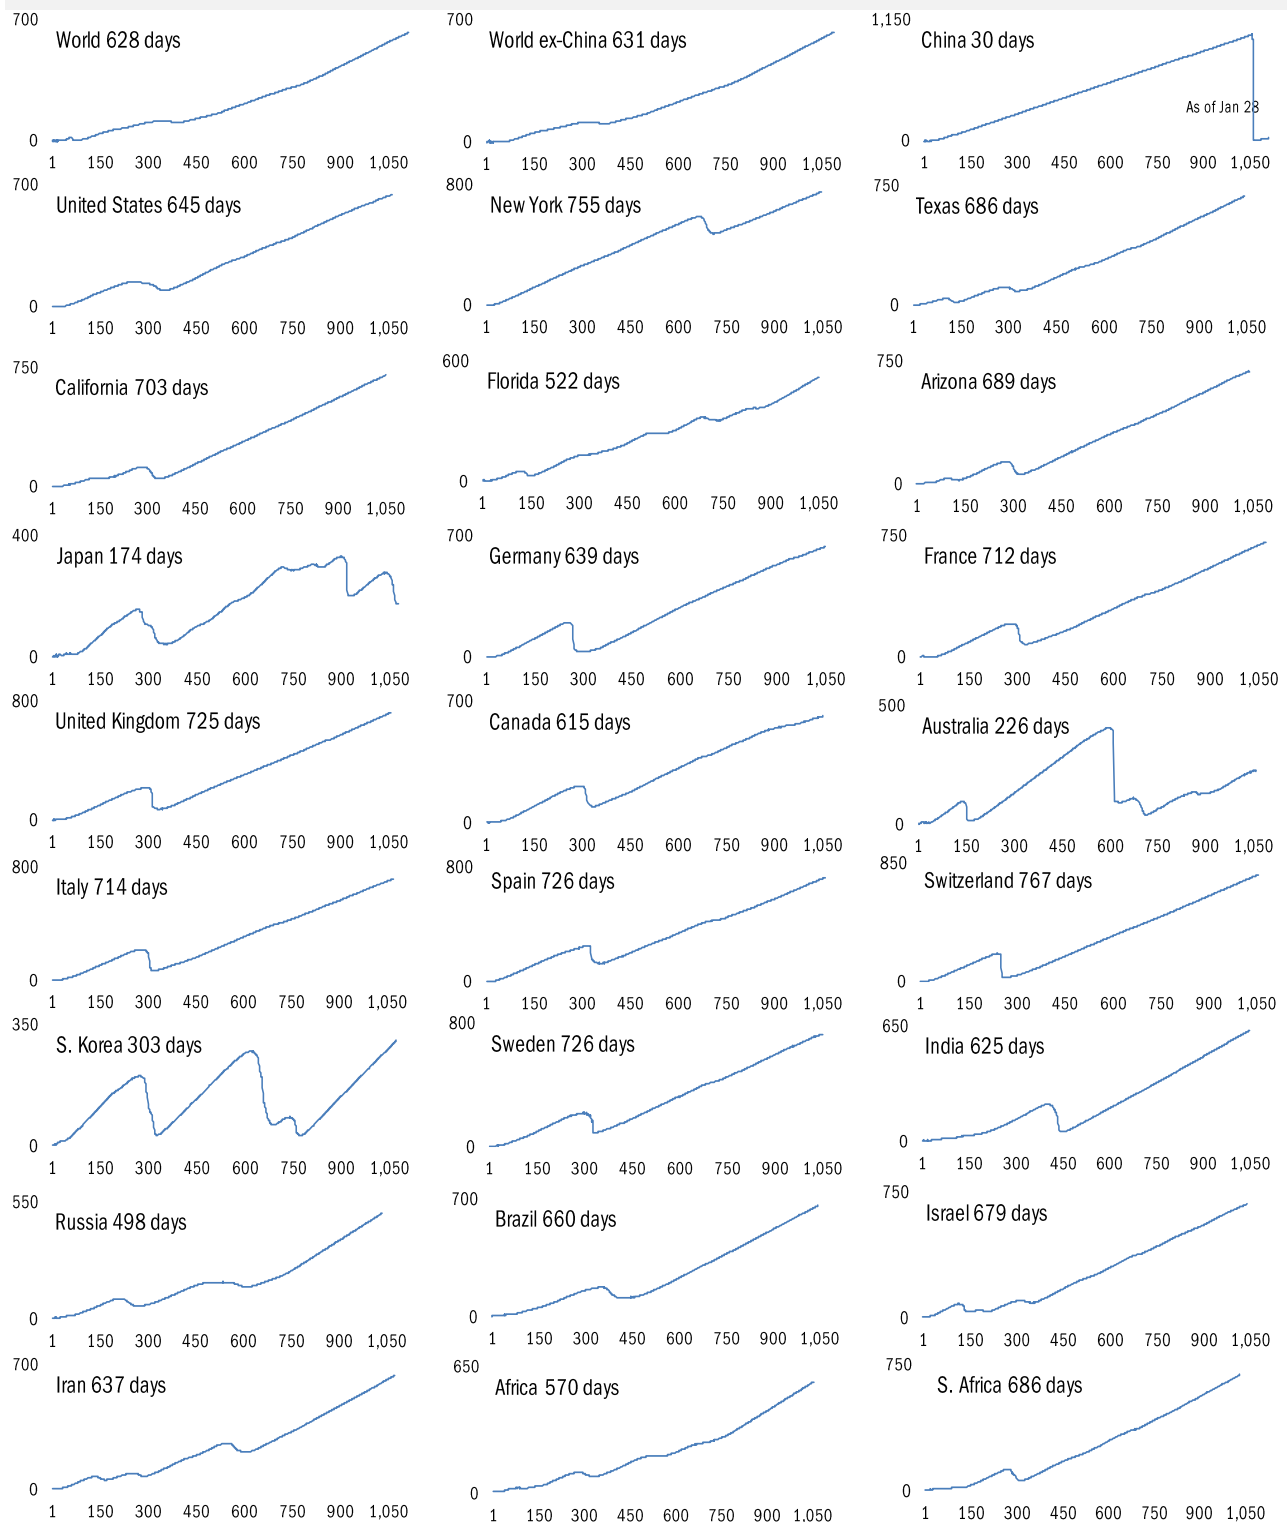 700
World 628 days
0
1 150 300 450 600 750 900 1,050
700
World ex-China 631 days
0
1 150 300 450 600 750 900 1,050
1,150
China 30 days
As of Jan 28
0
1 150 300 450 600 750 900 1,050
700
United States 645 days
0
1 150 300 450 600 750 900 1,050
800
New York 755 days
0
1 150 300 450 600 750 900 1,050
750
Texas 686 days
0
1 150 300 450 600 750 900 1,050
750
California 703 days
0
1 150 300 450 600 750 900 1,050
600
Florida 522 days
0
1 150 300 450 600 750 900 1,050
750
Arizona 689 days
0
1 150 300 450 600 750 900 1,050
400
Japan 174 days
0
1 150 300 450 600 750 900 1,050
700
Germany 639 days
0
1 150 300 450 600 750 900 1,050
750
France 712 days
0
1 150 300 450 600 750 900 1,050
800
United Kingdom 725 days
0
1 150 300 450 600 750 900 1,050
700
Canada 615 days
0
1 150 300 450 600 750 900 1,050
500
Australia 226 days
0
1 150 300 450 600 750 900 1,050
800
Italy 714 days
0
1 150 300 450 600 750 900 1,050
800
Spain 726 days
0
1 150 300 450 600 750 900 1,050
850
Switzerland 767 days
0
1 150 300 450 600 750 900 1,050
350
S. Korea 303 days
0
1 150 300 450 600 750 900 1,050
800
Sweden 726 days
0
1 150 300 450 600 750 900 1,050
650
India 625 days
0
1 150 300 450 600 750 900 1,050
550
Russia 498 days
0
1 150 300 450 600 750 900 1,050
700
Brazil 660 days
0
1 150 300 450 600 750 900 1,050
750
Israel 679 days
0
1 150 300 450 600 750 900 1,050
700
Iran 637 days
0
1 150 300 450 600 750 900 1,050
650
Africa 570 days
0
1 150 300 450 600 750 900 1,050
750
S. Africa 686 days
0
1 150 300 450 600 750 900 1,050